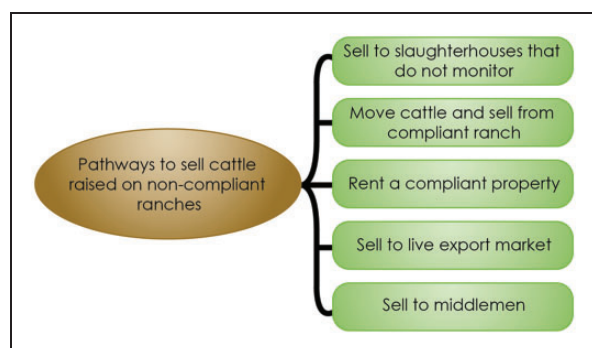 Pathways to sell cattle
raised on non-compliant
ranches
Sell to slaughterhouses that
do not monitor
Move cattle and sell from
compliant ranch
Rent a compliant property
Sell to live export market
Sell to middlemen